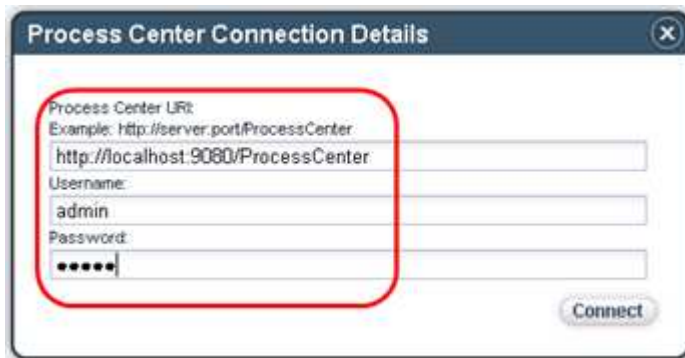 Process Center Connection Details
Process Center URI:
Example: http://server:port/ProcessCenter
http://localhost:9080/ProcessCenter
Username:
admin
Password:
●●●●●
Connect